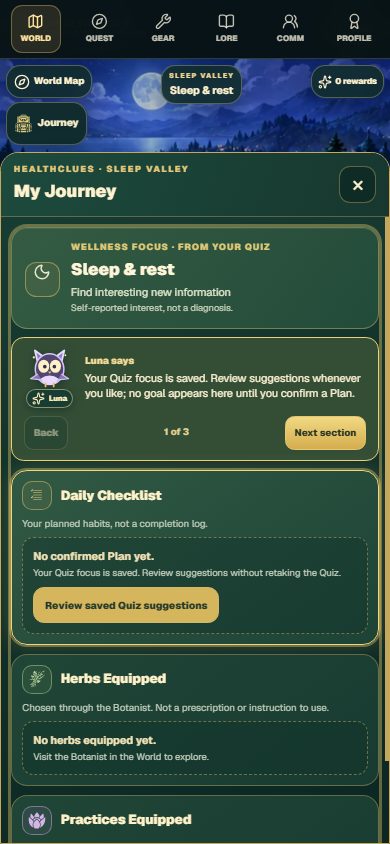 WORLD
QUEST
GEAR
LORE
COMM
PROFILE
World Map
SLEEP VALLEY
Sleep & rest
0 rewards
Journey
HEALTHCLUES · SLEEP VALLEY
My Journey
WELLNESS FOCUS · FROM YOUR QUIZ
Sleep & rest
Find interesting new information
Self-reported interest, not a diagnosis.
Luna says
Your Quiz focus is saved. Review suggestions whenever
you like; no goal appears here until you confirm a Plan.
Luna
Back
1 of 3
Next section
Daily Checklist
Your planned habits, not a completion log.
No confirmed Plan yet.
Your Quiz focus is saved. Review suggestions without retaking the Quiz.
Review saved Quiz suggestions
Herbs Equipped
Chosen through the Botanist. Not a prescription or instruction to use.
No herbs equipped yet.
Visit the Botanist in the World to explore.
Practices Equipped